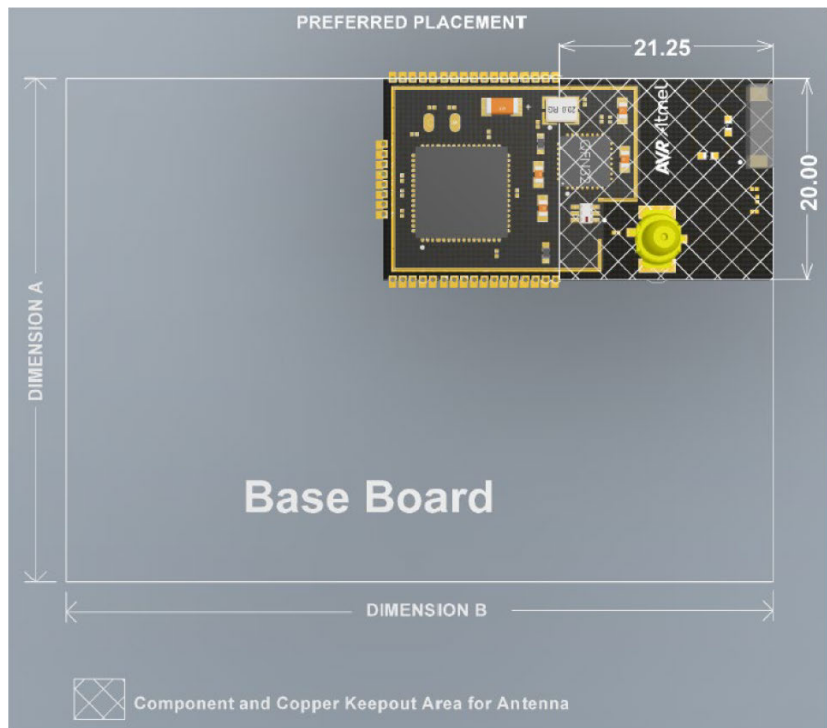 PREFERRED PLACEMENT
21.25
AVR Atmel
20.00
DIMENSION A
Base Board
DIMENSION B
Component and Copper Keepout Area for Antenna